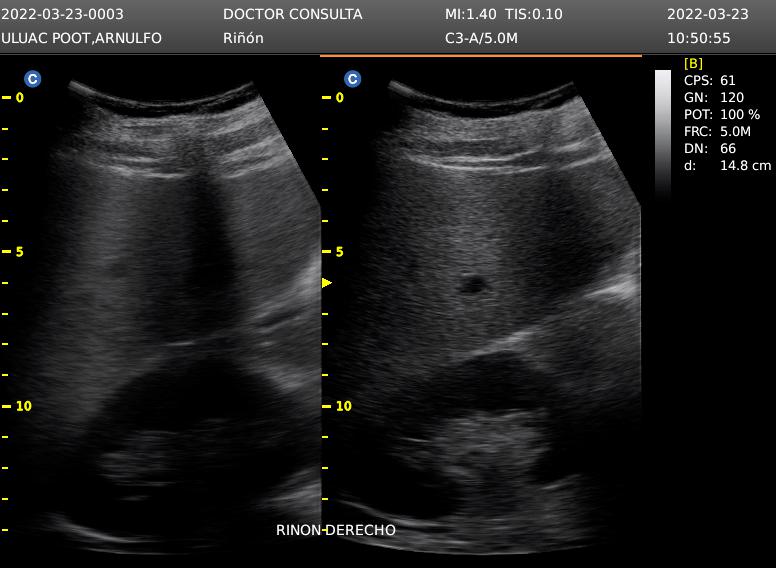 2022-03-23-0003 DOCTOR CONSULTA MI:1.40 TIS:0.10 2022-03-23
ULUAC POOT,ARNULFO Riñón C3-A/5.0M 10:50:55
C C
[B]
CPS: 61
GN: 120
POT: 100 %
FRC: 5.0M
DN: 66
d: 14.8 cm
0 0
5 5
10 10
RINON DERECHO